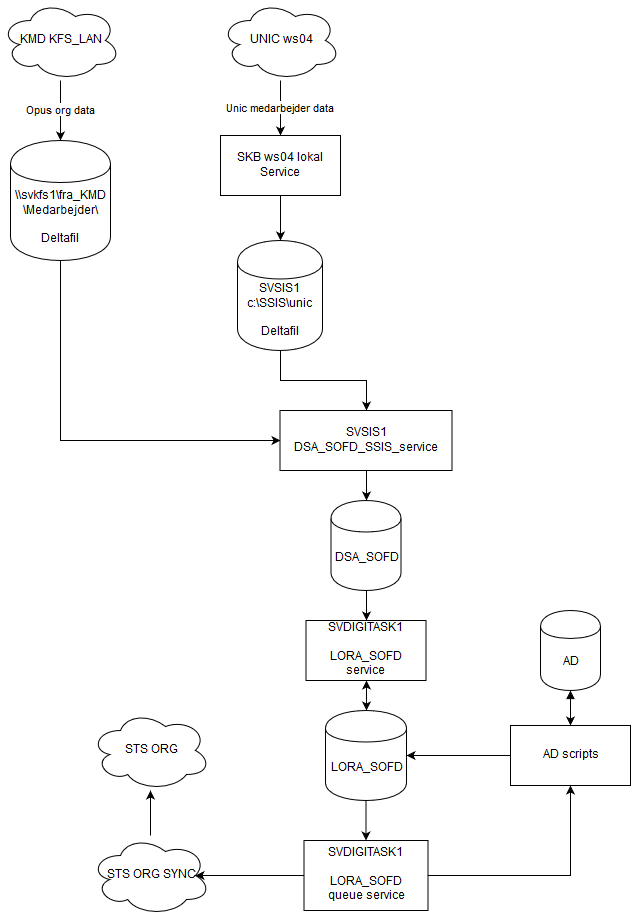 KMD KFS_LAN
UNIC ws04
Opus org data
Unic medarbejder data
SKB ws04 lokal
Service
\\svkfs1\fra_KMD
\Medarbejder\
Deltafil
SVSIS1
c:\SSIS\unic
Deltafil
SVSIS1
DSA_SOFD_SSIS_service
DSA_SOFD
SVDIGITASK1
LORA_SOFD
service
AD
STS ORG
LORA_SOFD
AD scripts
STS ORG SYNC
SVDIGITASK1
LORA_SOFD
queue service